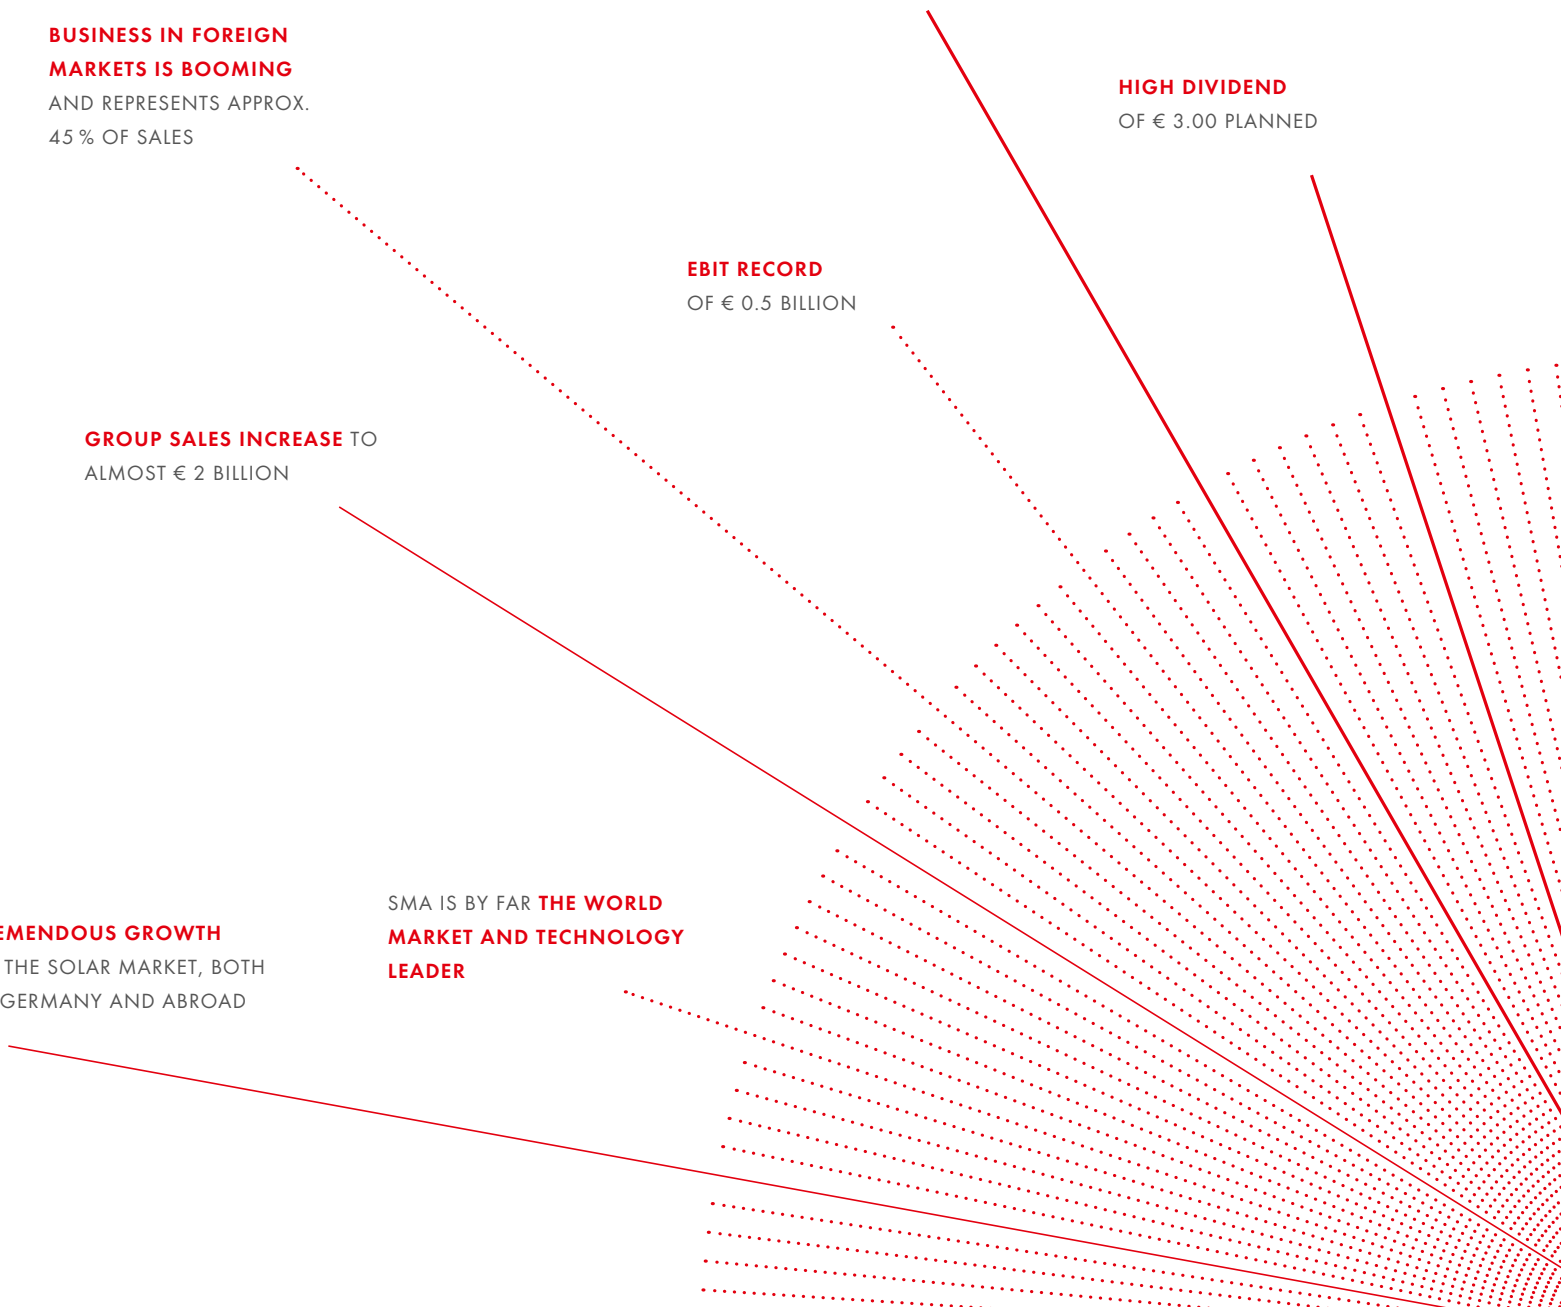 BUSINESS IN FOREIGN
MARKETS IS BOOMING
AND REPRESENTS APPROX.
45 % OF SALES
HIGH DIVIDEND
OF € 3.00 PLANNED
EBIT RECORD
OF € 0.5 BILLION
GROUP SALES INCREASE TO
ALMOST € 2 BILLION
SMA IS BY FAR THE WORLD
MARKET AND TECHNOLOGY
LEADER
EMENDOUS GROWTH
THE SOLAR MARKET, BOTH
GERMANY AND ABROAD